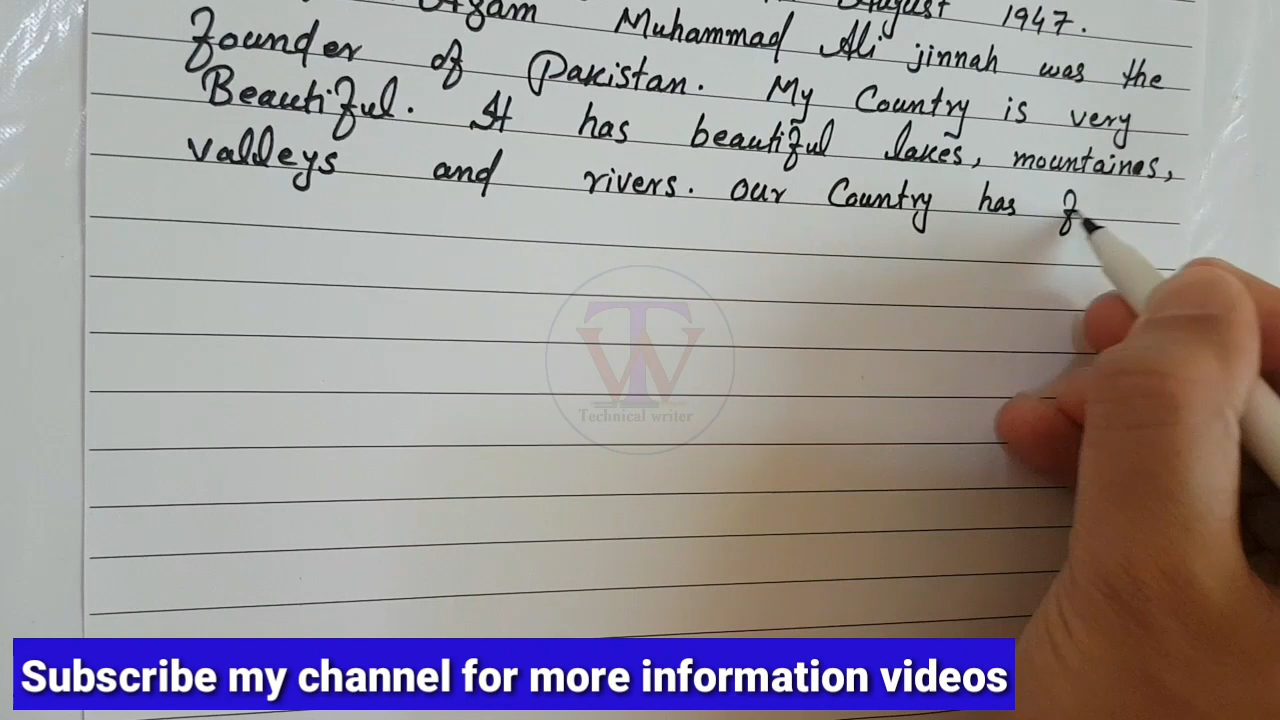 Azam Muhammad Ali jinnah was the
August 1947.
founder of Pakistan. My Country is very
Beautiful. It has beautiful lakes, mountaines,
valleys and rivers. our Country has f
TW
Technical writer
Subscribe my channel for more information videos